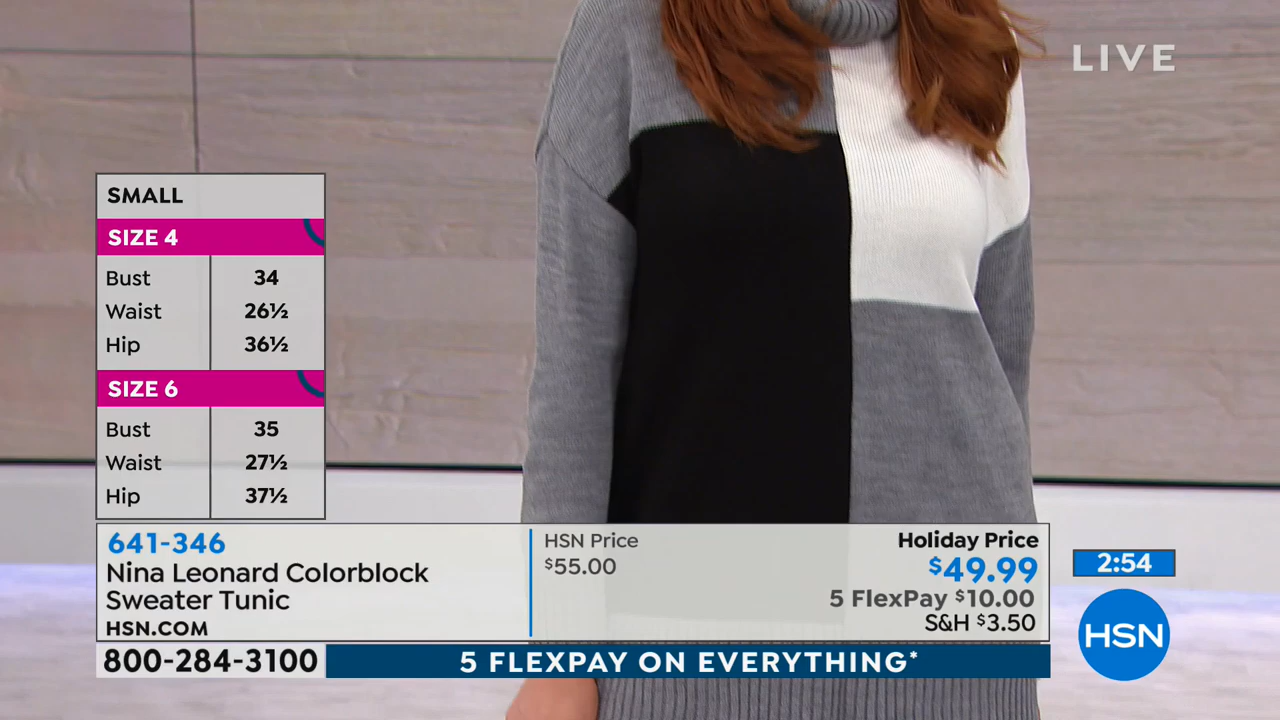 LIVE
SMALL
SIZE 4
Bust 34
Waist 26½
Hip 36½
SIZE 6
Bust 35
Waist 27½
Hip 37½
641-346
Nina Leonard Colorblock
Sweater Tunic
HSN.COM
HSN Price
$55.00
Holiday Price
$49.99
5 FlexPay $10.00
S&H $3.50
2:54
HSN
800-284-3100
5 FLEXPAY ON EVERYTHING*